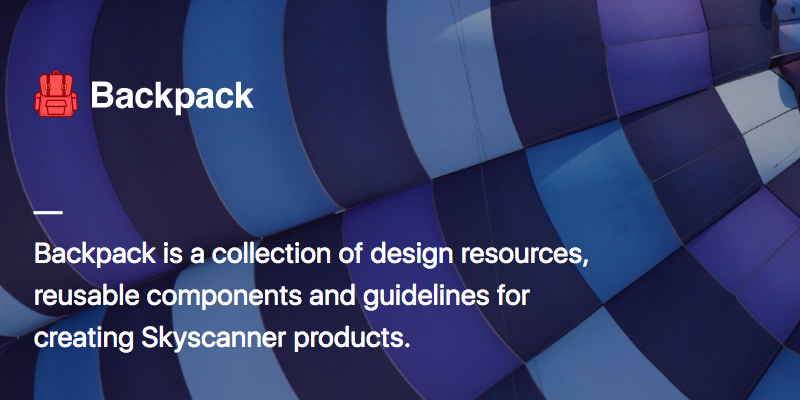 Backpack
Backpack is a collection of design resources,
reusable components and guidelines for
creating Skyscanner products.